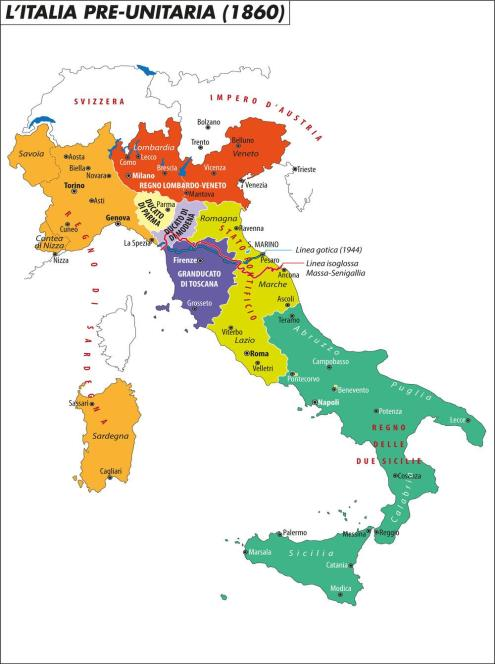 L'ITALIA PRE-UNITARIA (1860)
SVIZZERA
IMPERO D'AUSTRIA
Bolzano
Trento
Belluno
Savoia
Lombardia
Veneto
Aosta
Lecco
Como
Biella
Brescia
Vicenza
Trieste
Novara
Milano
REGNO LOMBARDO-VENETO
Torino
Venezia
Mantova
Asti
Parma
DUCATO DI PARMA
DUCATO DI MODENA
Romagna
Genova
Cuneo
Ravenna
Contea di Nizza
La Spezia
Nizza
S. MARINO
Linea gotica (1944)
Pesaro
Linea isoglossa
Massa-Senigallia
Firenze
Ancona
GRANDUCATO
DI TOSCANA
Marche
STATO PONTIFICIO
Grosseto
Ascoli
Teramo
Viterbo
Lazio
Abruzzo
Roma
Velletri
Campobasso
Pontecorvo
Benevento
Puglia
REGNO DI SARDEGNA
Sassari
Napoli
Potenza
Lecce
Sardegna
REGNO
DELLE
DUE SICILIE
Cagliari
Cosenza
Calabria
Palermo
Messina
Reggio
Marsala
Sicilia
Catania
Modica